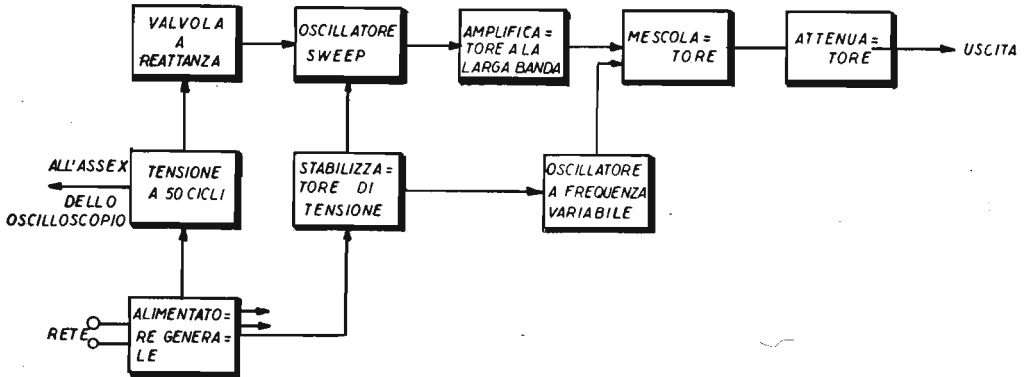 VALVOLA
A
REATTANZA
OSCILLATORE
SWEEP
AMPLIFICA=
TORE A LA
LARGA BANDA
MESCOLA=
TORE
ATTENUA=
TORE
USCITA
ALL'ASSEX
DELLO
OSCILLOSCOPIO
TENSIONE
A 50 CICLI
STABILIZZA=
TORE DI
TENSIONE
OSCILLATORE
A FREQUENZA
VARIABILE
RETE
ALIMENTATO=
RE GENERA=
LE